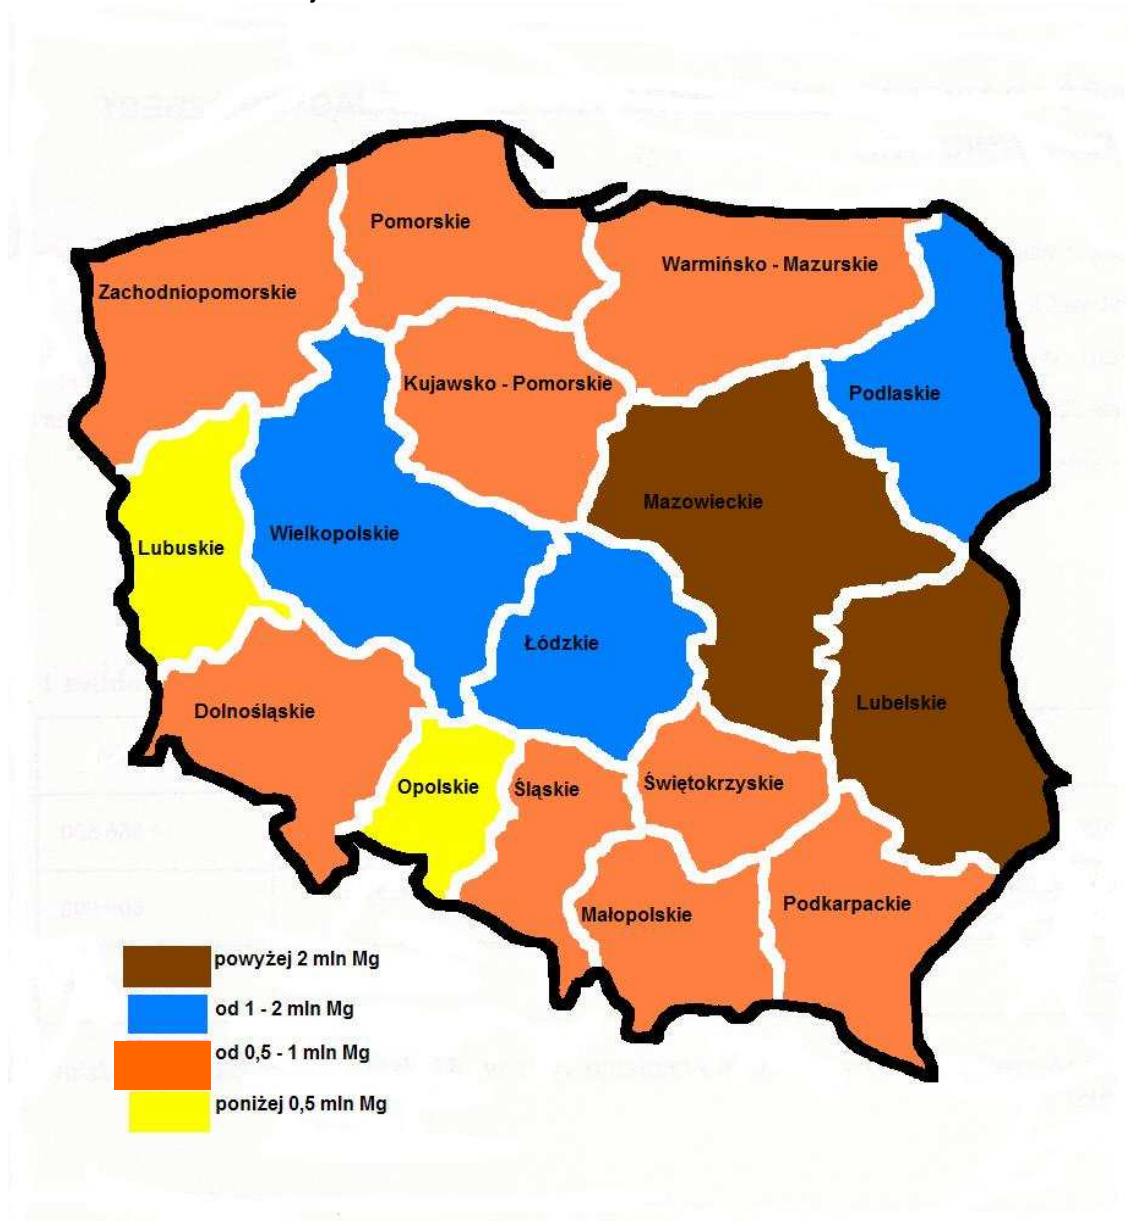 Pomorskie
Warmińsko - Mazurskie
Zachodniopomorskie
Kujawsko - Pomorskie
Podlaskie
Mazowieckie
Wielkopolskie
Lubuskie
Łódzkie
Lubelskie
Dolnośląskie
Opolskie
Śląskie
Świętokrzyskie
Małopolskie
Podkarpackie
powyżej 2 mln Mg
od 1 - 2 mln Mg
od 0,5 - 1 mln Mg
poniżej 0,5 mln Mg